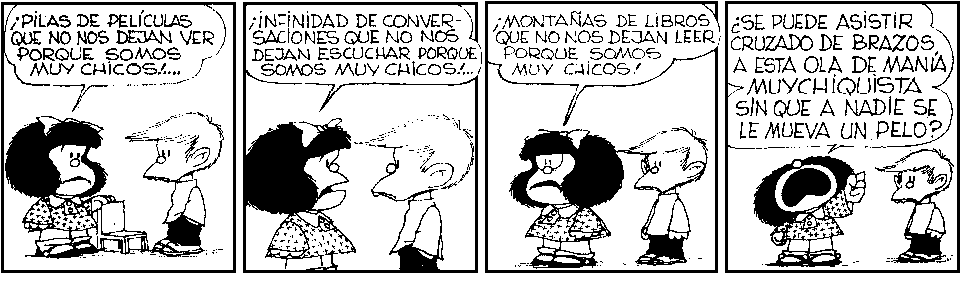 ¡PILAS DE PELÍCULAS
QUE NO NOS DEJAN VER
PORQUE SOMOS
MUY CHICOS!...
¡INFINIDAD DE CONVER-
SACIONES QUE NO NOS
DEJAN ESCUCHAR PORQUE
SOMOS MUY CHICOS!...
¡MONTAÑAS DE LIBROS
QUE NO NOS DEJAN LEER
PORQUE SOMOS
MUY CHICOS!
¿SE PUEDE ASISTIR
CRUZADO DE BRAZOS
A ESTA OLA DE MANÍA
MUYCHIQUISTA
SIN QUE A NADIE SE
LE MUEVA UN PELO?